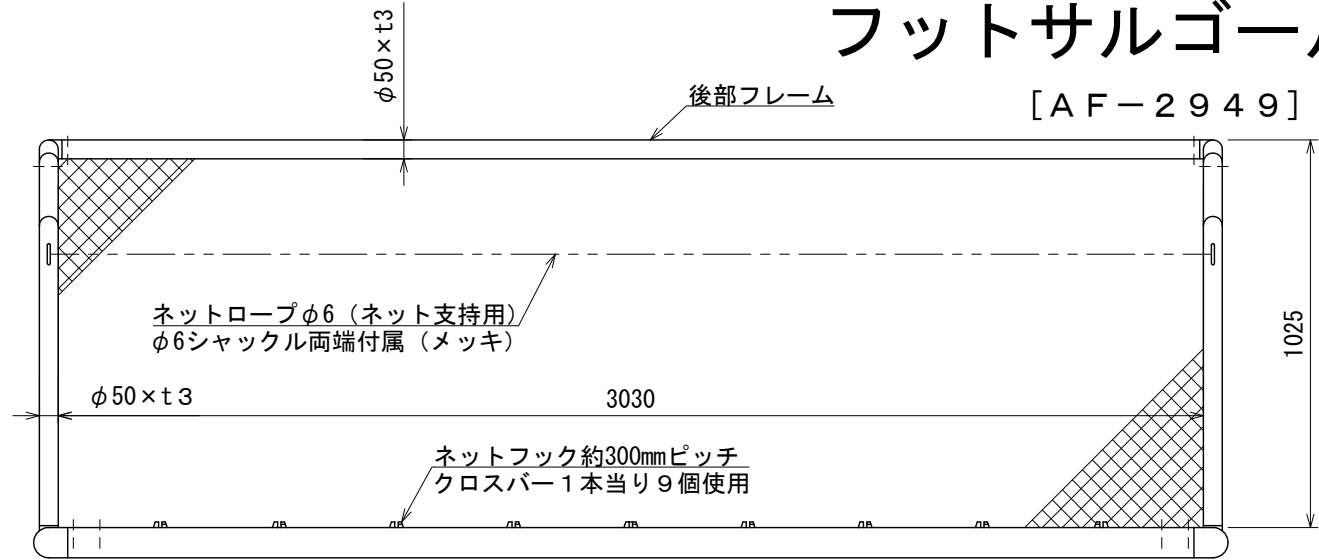 フットサルゴール
[AF-2949]
φ50×t3
後部フレーム
ネットロープφ6（ネット支持用）
φ6シャックル両端付属（メッキ）
1025
φ50×t3
3030
ネットフック約300mmピッチ
クロスバー１本当り９個使用